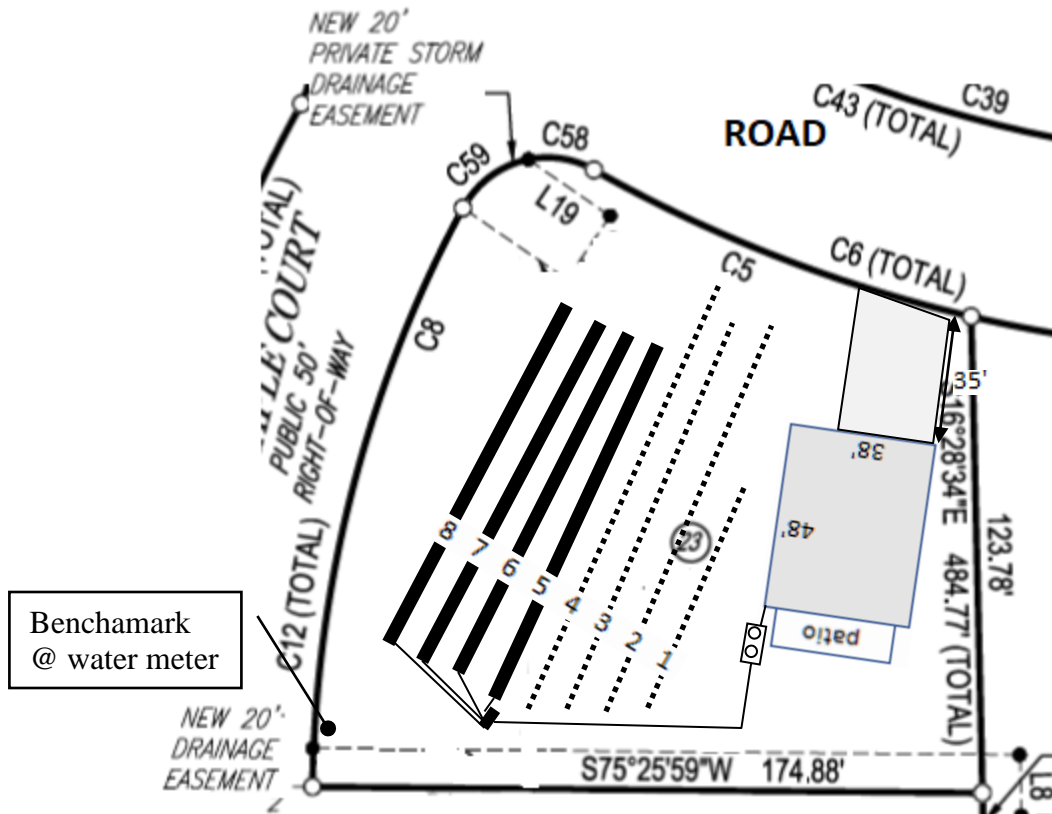 NEW 20'
PRIVATE STORM
DRAINAGE
EASEMENT
C59
C58
L19
ROAD
C43 (TOTAL)
C39
C5
C6 (TOTAL)
C8
PUBLIC 50'
RIGHT-OF-WAY
COURT
C12 (TOTAL)
35'
38'
48'
16°28'34"E 484.77' (TOTAL)
123.78'
23
8
7
6
5
4
3
2
1
patio
Benchamark
@ water meter
NEW 20'
DRAINAGE
EASEMENT
S75°25'59"W 174.88'
L8